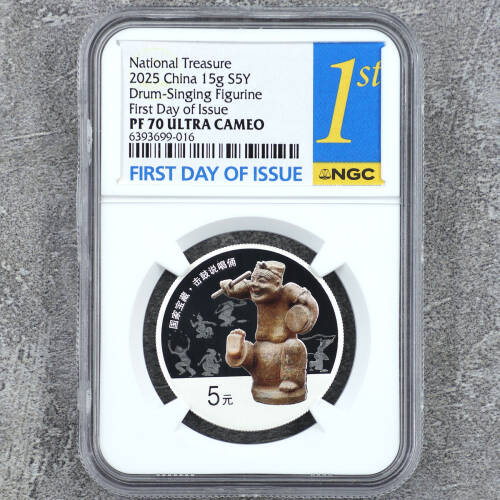 National Treasure
2025 China 15g S5Y
Drum-Singing Figurine
First Day of Issue
PF 70 ULTRA CAMEO
6393699-016
FIRST DAY OF ISSUE
1st
NGC
国家宝藏·击鼓说唱俑
5元